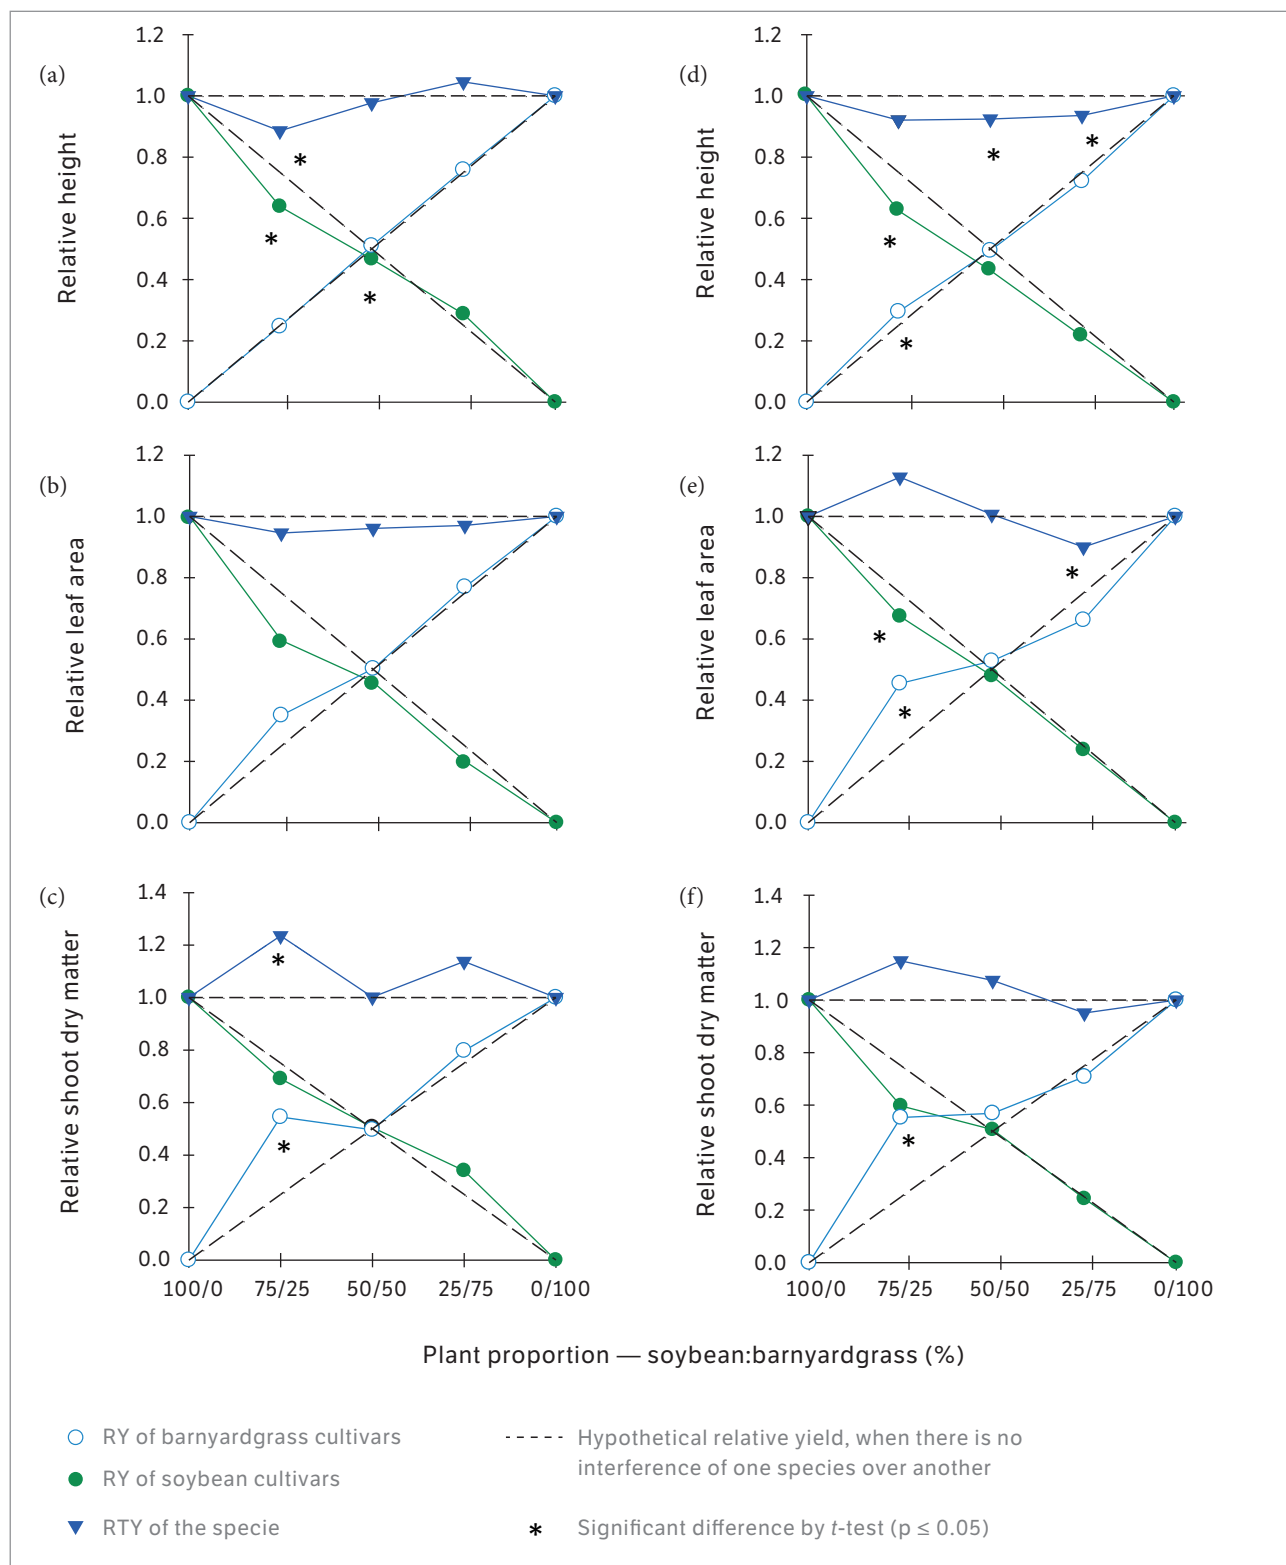 (a)
Relative height
1.2
1.0
0.8
0.6
0.4
0.2
0.0
*
*
*
(d)
Relative height
1.2
1.0
0.8
0.6
0.4
0.2
0.0
*
*
*
*
(b)
Relative leaf area
1.2
1.0
0.8
0.6
0.4
0.2
0.0
(e)
Relative leaf area
1.2
1.0
0.8
0.6
0.4
0.2
0.0
*
*
*
(c)
Relative shoot dry matter
1.4
1.2
1.0
0.8
0.6
0.4
0.2
0.0
*
*
100/0 75/25 50/50 25/75 0/100
(f)
Relative shoot dry matter
1.4
1.2
1.0
0.8
0.6
0.4
0.2
0.0
*
100/0 75/25 50/50 25/75 0/100
Plant proportion — soybean:barnyardgrass (%)
RY of barnyardgrass cultivars
RY of soybean cultivars
RTY of the specie
Hypothetical relative yield, when there is no
interference of one species over another
* Significant difference by t-test (p ≤ 0.05)